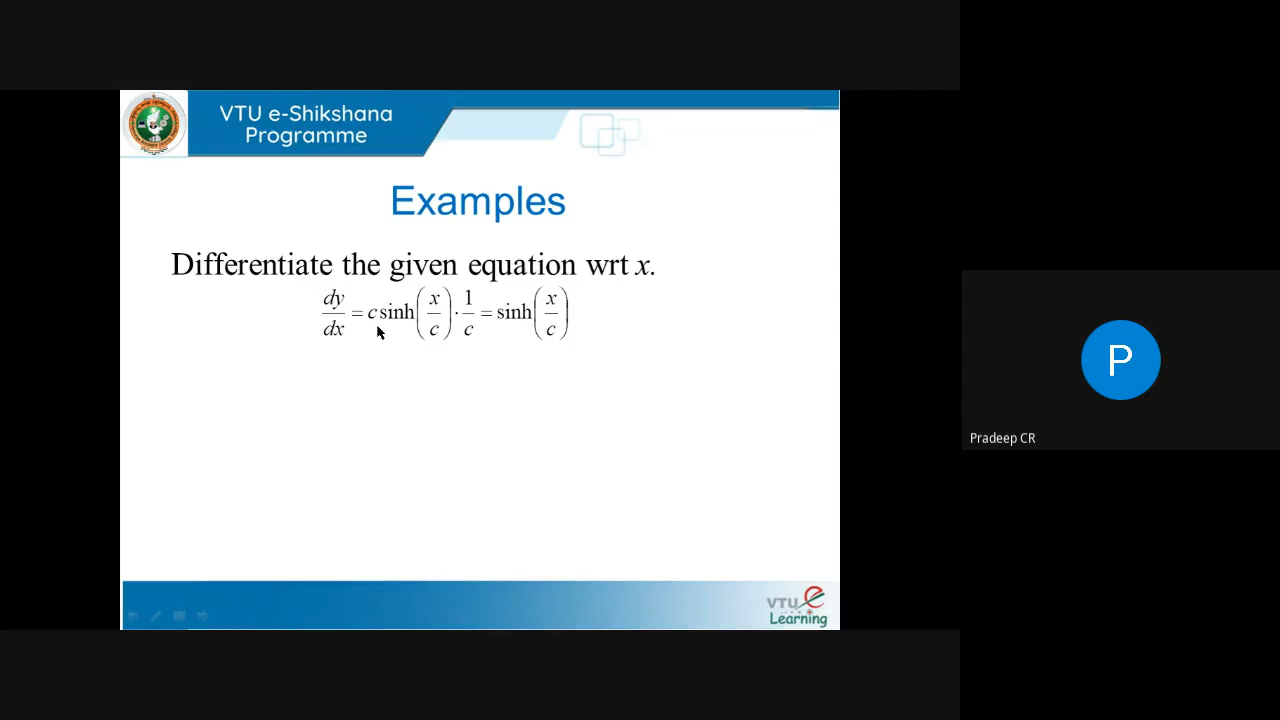 VTU e-Shikshana
Programme
Examples
Differentiate the given equation wrt x.
dy/dx = c sinh(x/c) · 1/c = sinh(x/c)
P
Pradeep CR
VTU e
Learning